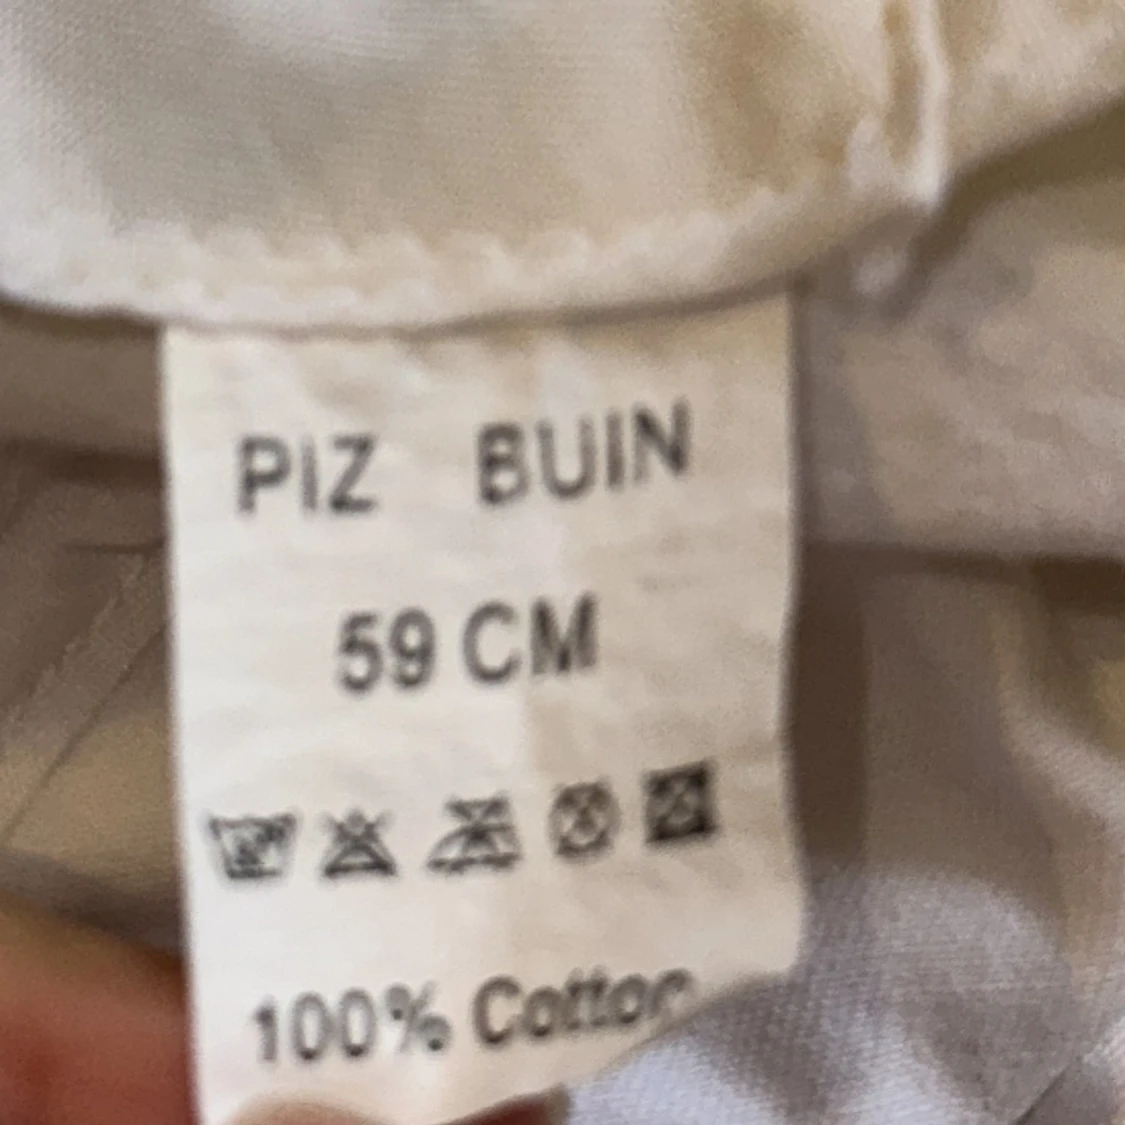 PIZ BUIN
59 CM
100% Cotton